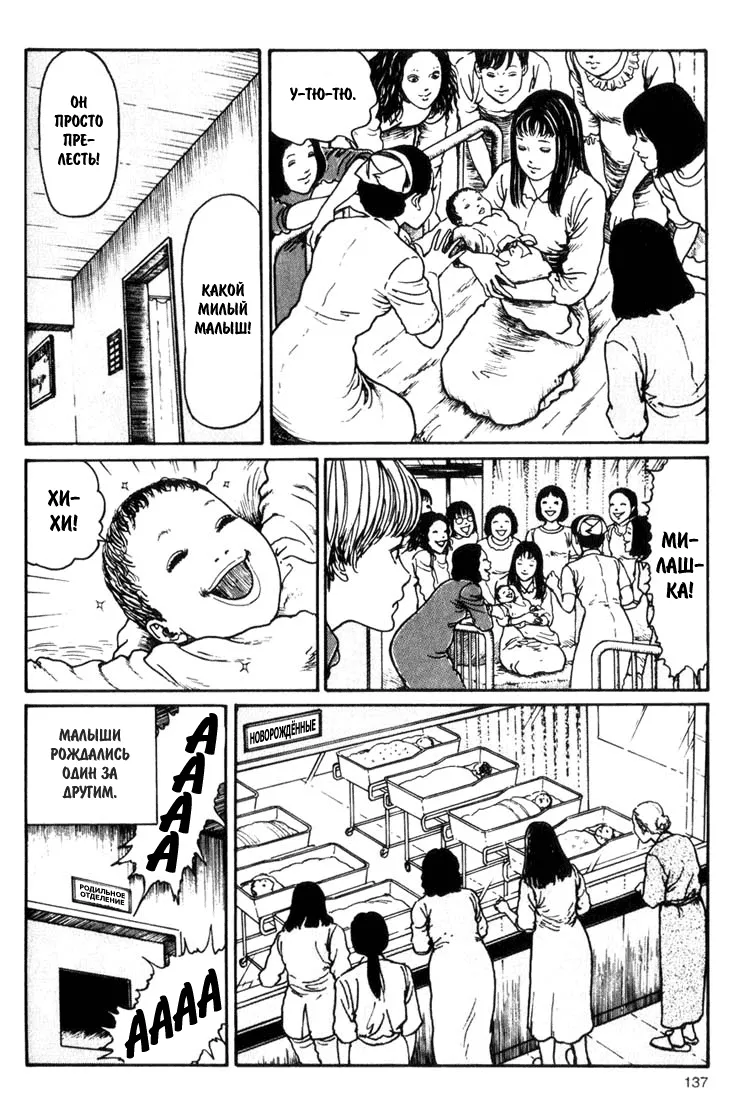 ОН
ПРОСТО
ПРЕ-
ЛЕСТЬ!
КАКОЙ
МИЛЫЙ
МАЛЫШ!
У-ТЮ-ТЮ.
ХИ-
ХИ!
МИ-
ЛАШ-
КА!
МАЛЫШИ
РОЖДАЛИСЬ
ОДИН ЗА
ДРУГИМ.
АААА
РОДИЛЬНОЕ
ОТДЕЛЕНИЕ
АААА
НОВОРОЖДЁННЫЕ
137